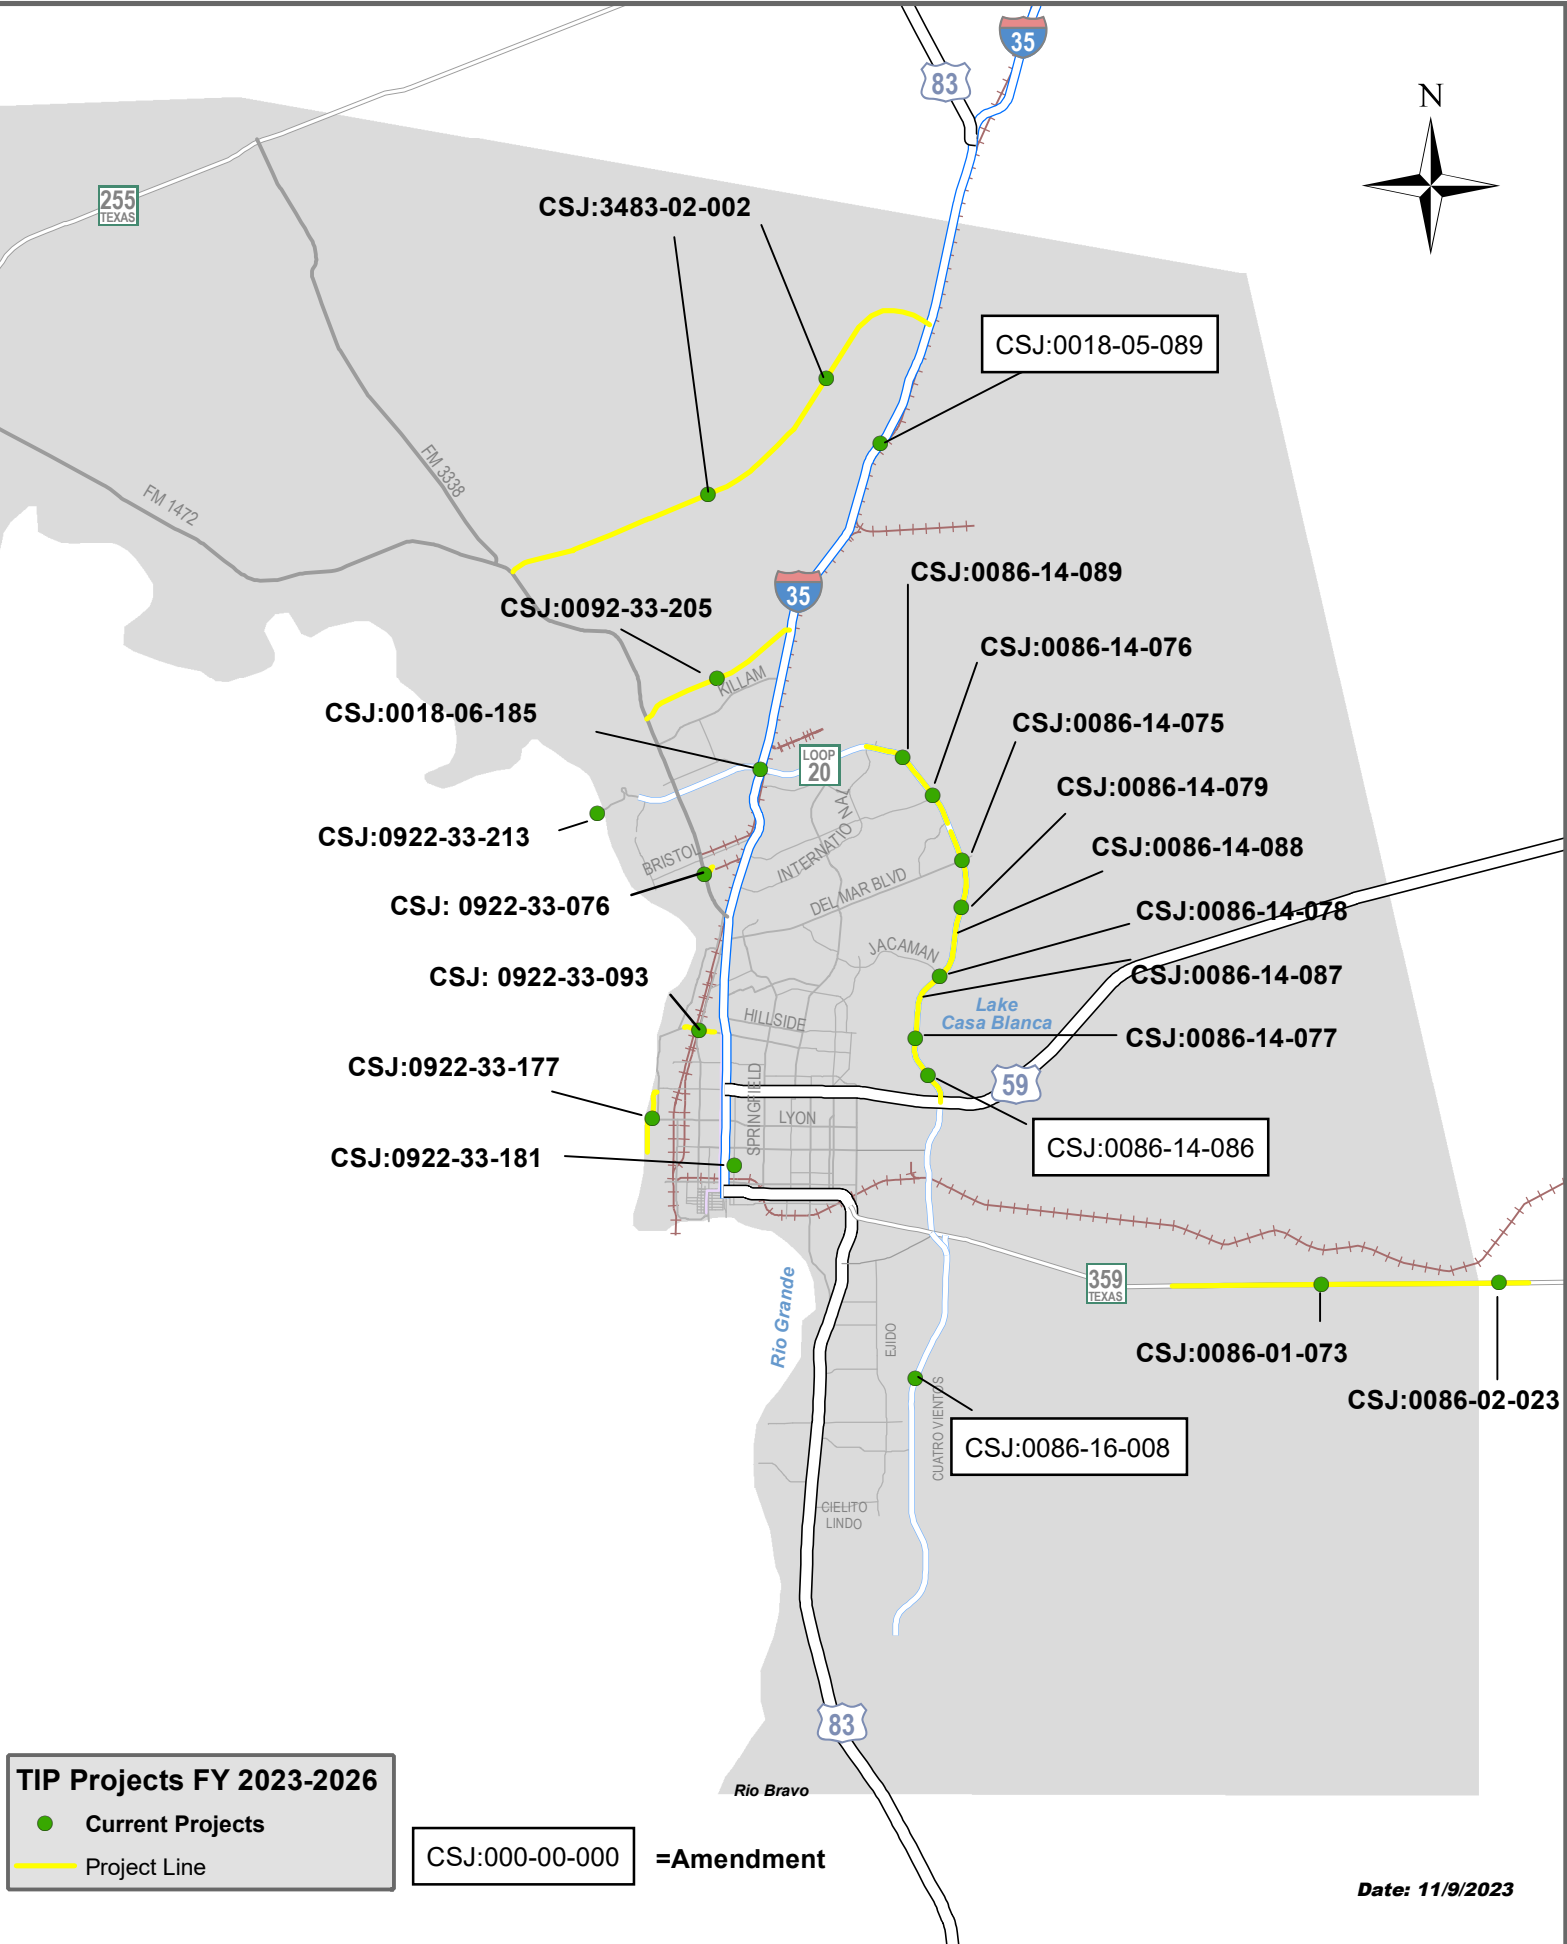 35
83
N
255
TEXAS
CSJ:3483-02-002
CSJ:0018-05-089
FM 3338
FM 1472
35
CSJ:0086-14-089
CSJ:0092-33-205
CSJ:0086-14-076
KILLAM
CSJ:0018-06-185
CSJ:0086-14-075
LOOP
20
CSJ:0086-14-079
CSJ:0922-33-213
INTERNATIONAL
BRISTOL
CSJ:0086-14-088
DEL MAR BLVD
CSJ: 0922-33-076
CSJ:0086-14-078
JACAMAN
CSJ: 0922-33-093
CSJ:0086-14-087
Lake
Casa Blanca
HILLSIDE
CSJ:0086-14-077
CSJ:0922-33-177
59
SPRINGFIELD
LYON
CSJ:0086-14-086
CSJ:0922-33-181
359
TEXAS
Rio Grande
EJIDO
CSJ:0086-01-073
CSJ:0086-02-023
CUATRO VIENTOS
CSJ:0086-16-008
CIELITO
LINDO
83
Rio Bravo
TIP Projects FY 2023-2026
Current Projects
Project Line
CSJ:000-00-000
=Amendment
Date: 11/9/2023